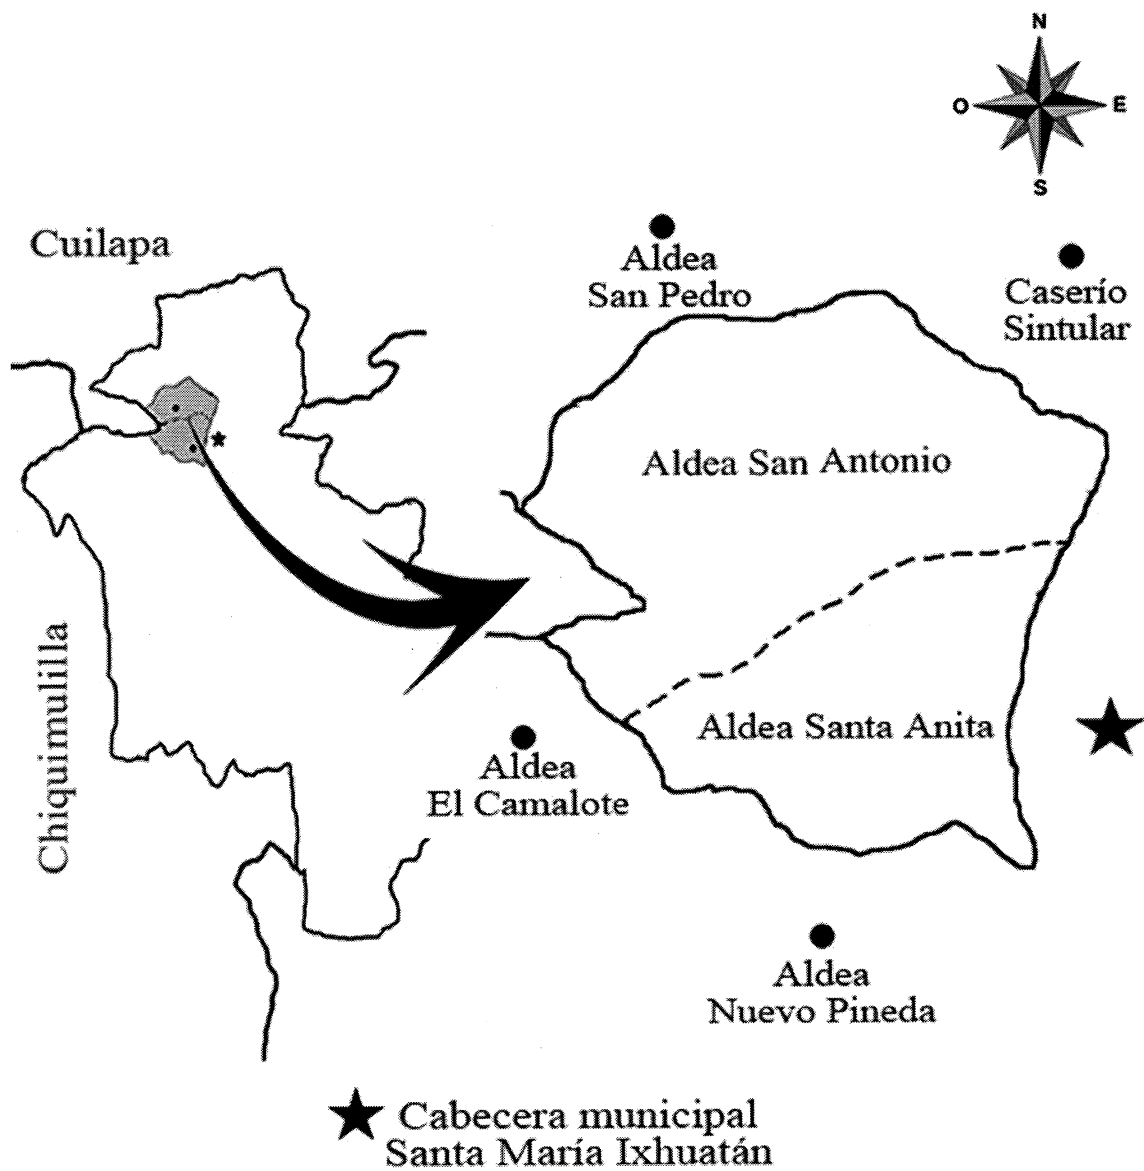 N
O
E
S
Cuilapa
Aldea
San Pedro
Caserío
Sintular
Aldea San Antonio
Chiquimulilla
Aldea Santa Anita
Aldea
El Camalote
Aldea
Nuevo Pineda
Cabecera municipal
Santa María Ixhuatán